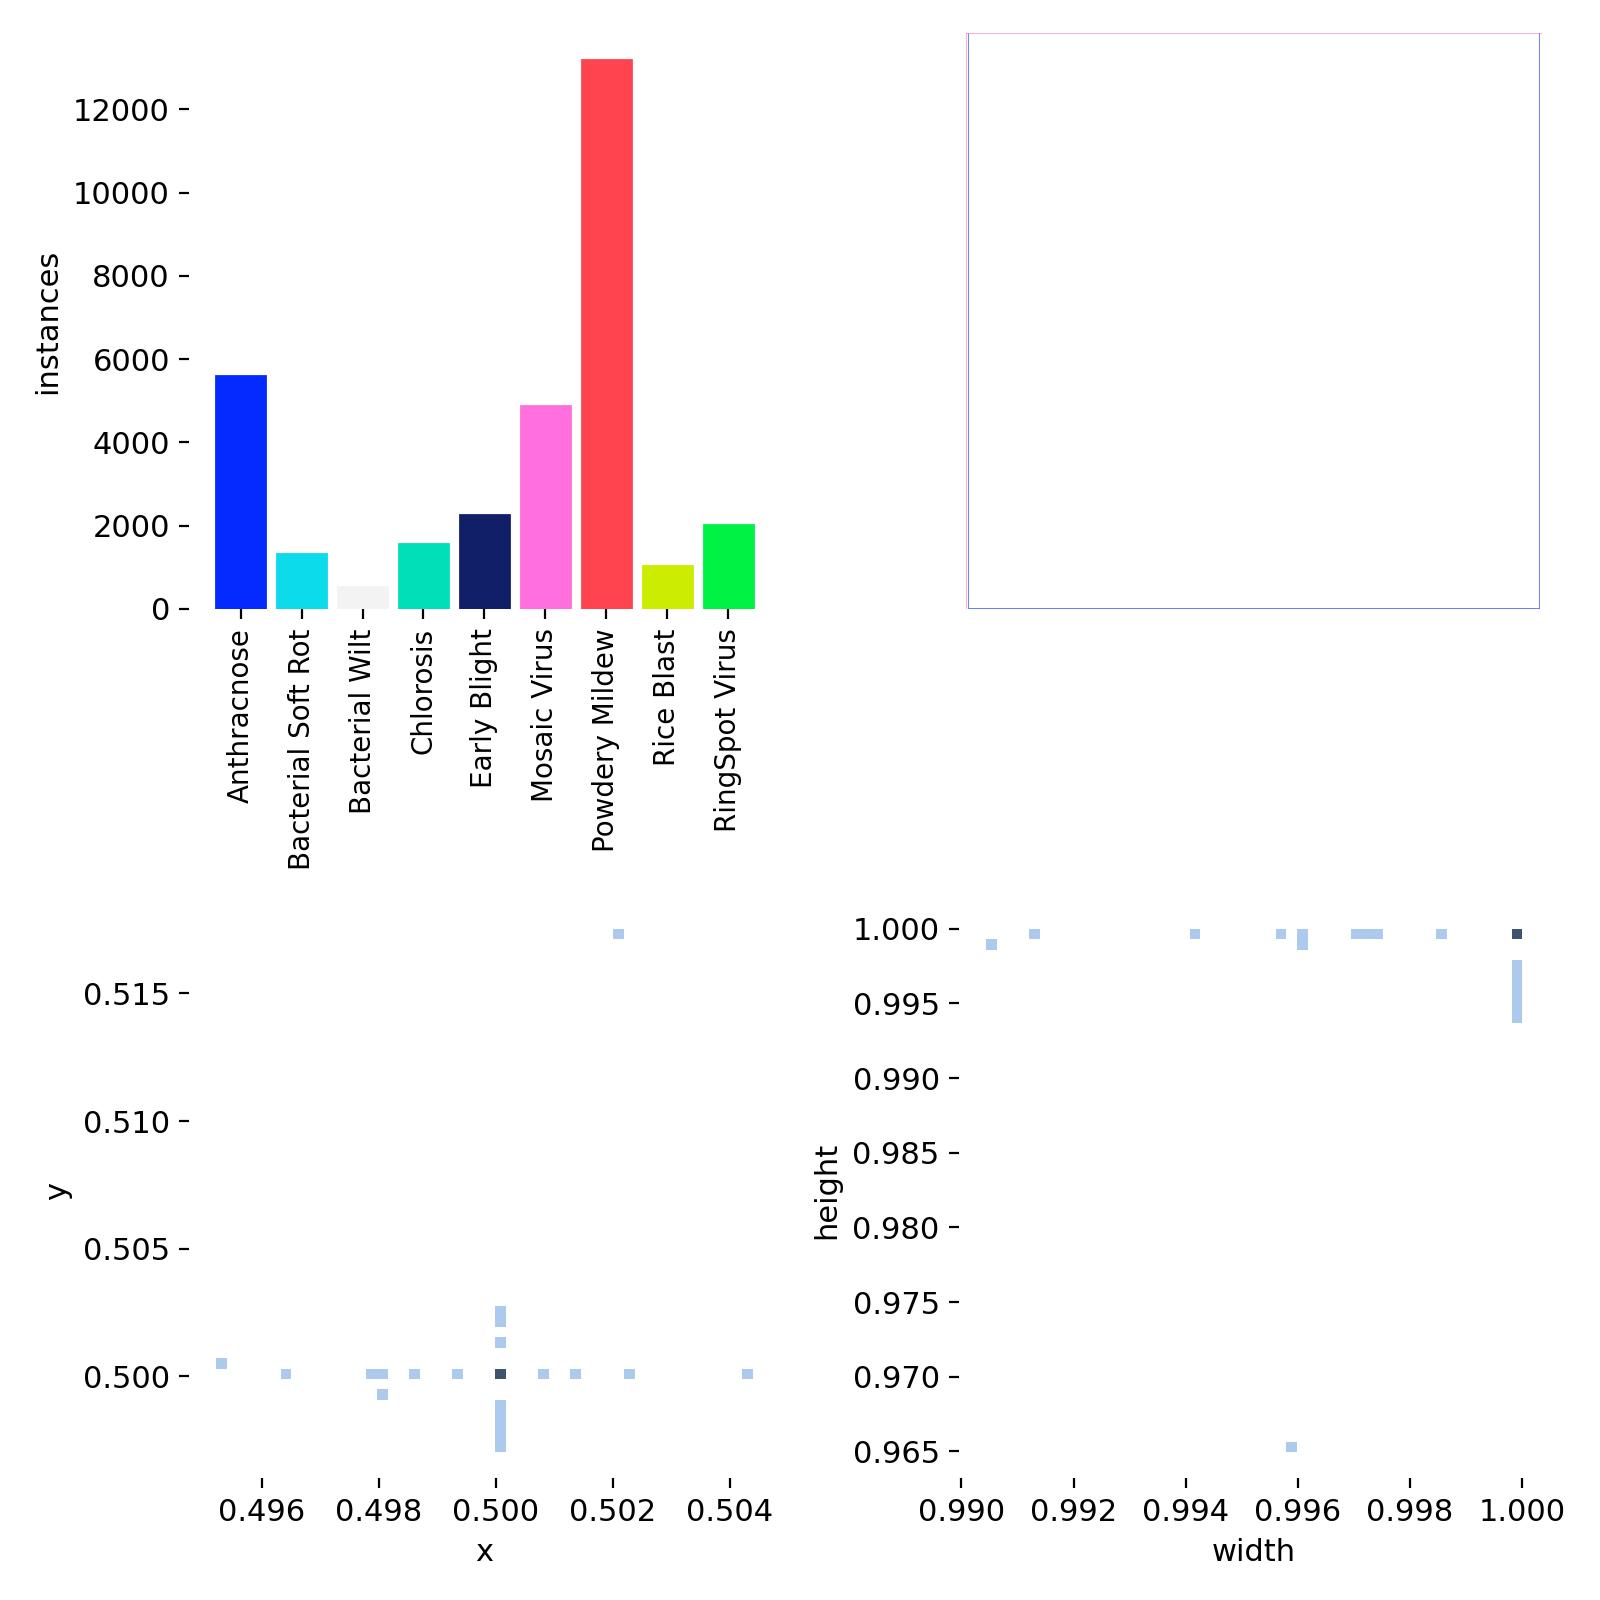 12000
10000
8000
6000
4000
2000
0
instances
Anthracnose
Bacterial Soft Rot
Bacterial Wilt
Chlorosis
Early Blight
Mosaic Virus
Powdery Mildew
Rice Blast
RingSpot Virus
0.515
0.510
0.505
0.500
y
0.496 0.498 0.500 0.502 0.504
x
1.000
0.995
0.990
0.985
0.980
0.975
0.970
0.965
height
0.990 0.992 0.994 0.996 0.998 1.000
width